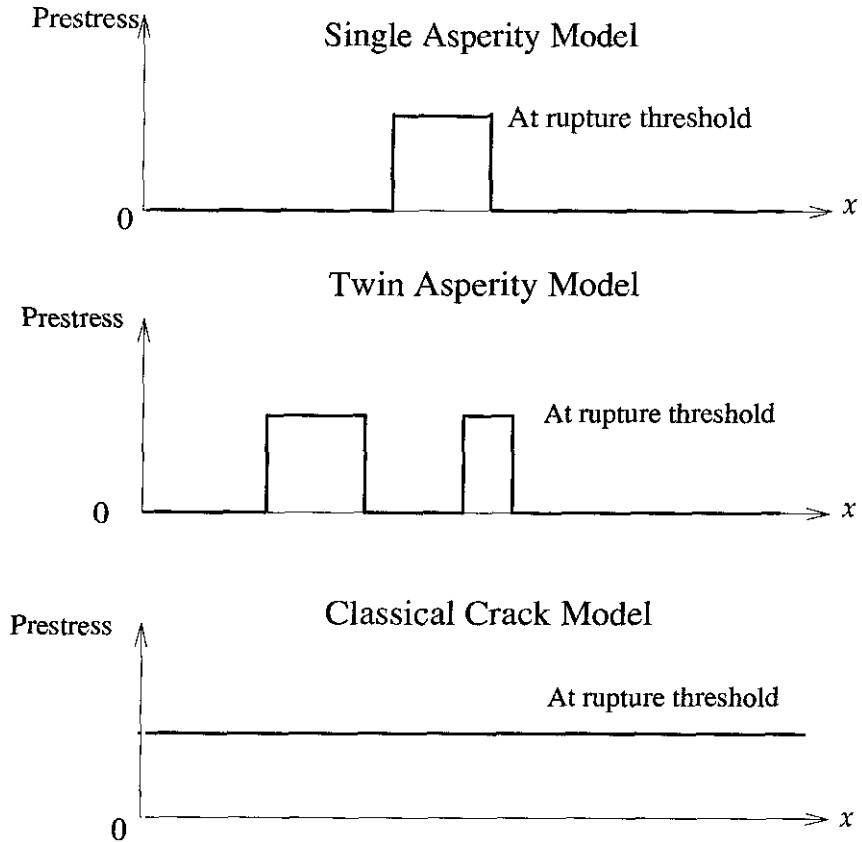 Prestress
Single Asperity Model
At rupture threshold
0
x
Twin Asperity Model
Prestress
At rupture threshold
0
x
Classical Crack Model
Prestress
At rupture threshold
0
x